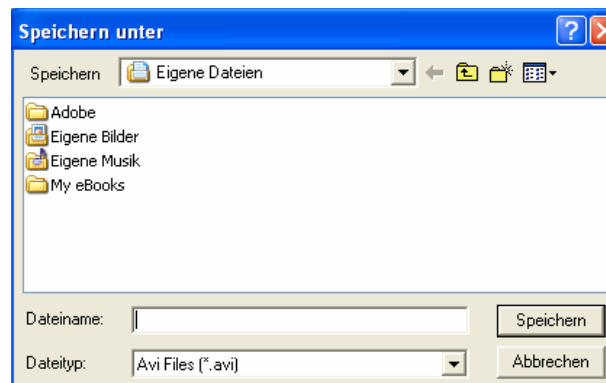 Speichern unter
Speichern Eigene Dateien
Adobe
Eigene Bilder
Eigene Musik
My eBooks
Dateiname: Speichern
Dateityp: Avi Files (*.avi) Abbrechen